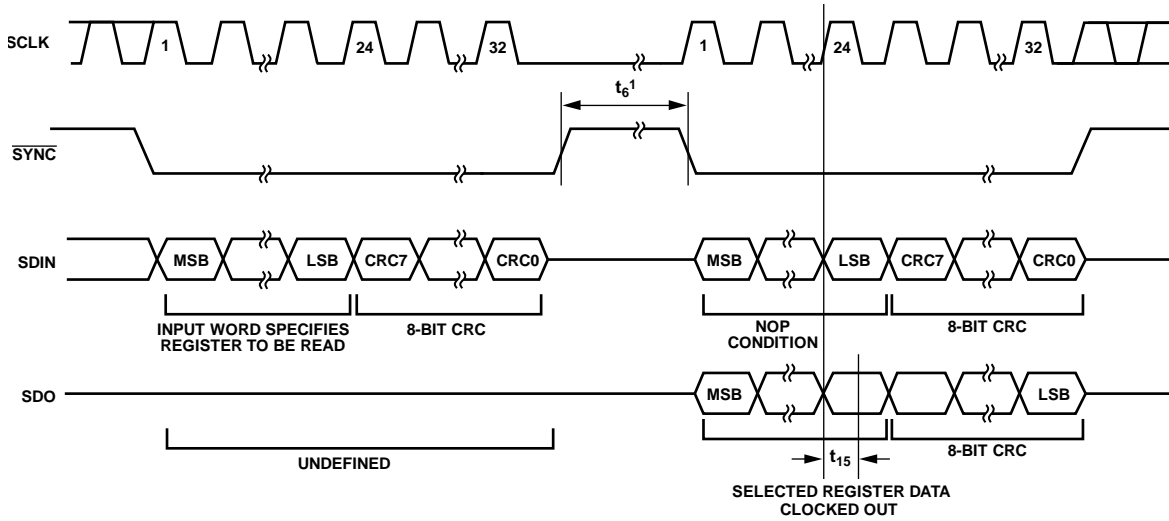 SCLK
1
24
32
1
24
32
t6¹
SYNC
SDIN
MSB
LSB
CRC7
CRC0
MSB
LSB
CRC7
CRC0
INPUT WORD SPECIFIES
REGISTER TO BE READ
8-BIT CRC
NOP
CONDITION
8-BIT CRC
SDO
MSB
LSB
UNDEFINED
t15
8-BIT CRC
SELECTED REGISTER DATA
CLOCKED OUT